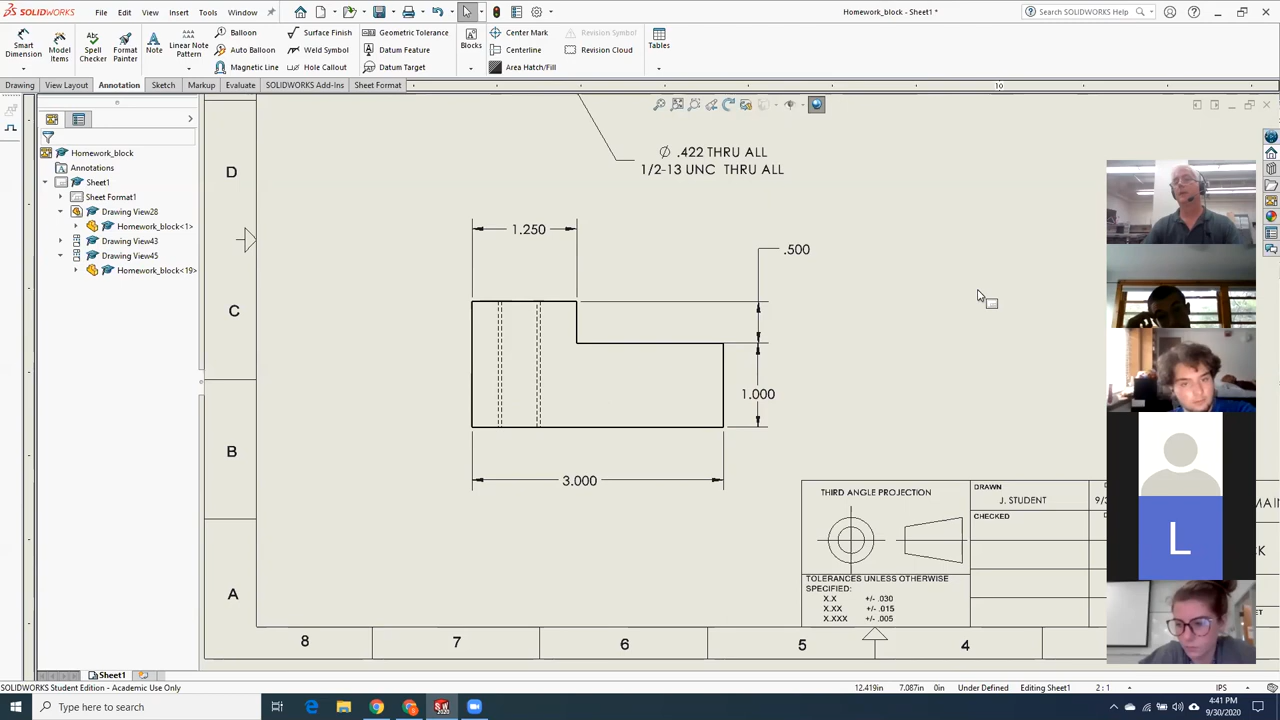 SOLIDWORKS File Edit View Insert Tools Window Homework_block - Sheet1 * Search SOLIDWORKS Help
Smart Dimension
Model Items
Spell Checker
Format Painter
Note
Linear Note Pattern
Balloon
Auto Balloon
Magnetic Line
Surface Finish
Weld Symbol
Hole Callout
Geometric Tolerance
Datum Feature
Datum Target
Blocks
Center Mark
Centerline
Area Hatch/Fill
Revision Symbol
Revision Cloud
Tables
Drawing View Layout Annotation Sketch Markup Evaluate SOLIDWORKS Add-Ins Sheet Format
10
Homework_block
Annotations
Sheet1
Sheet Format1
Drawing View28
Homework_block<1>
Drawing View43
Drawing View45
Homework_block<19>
D
C
B
A
Ø .422 THRU ALL
1/2-13 UNC THRU ALL
1.250
.500
1.000
3.000
THIRD ANGLE PROJECTION
TOLERANCES UNLESS OTHERWISE
SPECIFIED:
X.X +/- .030
X.XX +/- .015
X.XXX +/- .005
DRAWN
J. STUDENT
9/3
CHECKED
8 7 6 5 4
L
Sheet1
SOLIDWORKS Student Edition - Academic Use Only
12.419in 7.087in 0in Under Defined Editing Sheet1 2 : 1 IPS
Type here to search
SW
2020
4:41 PM
9/30/2020